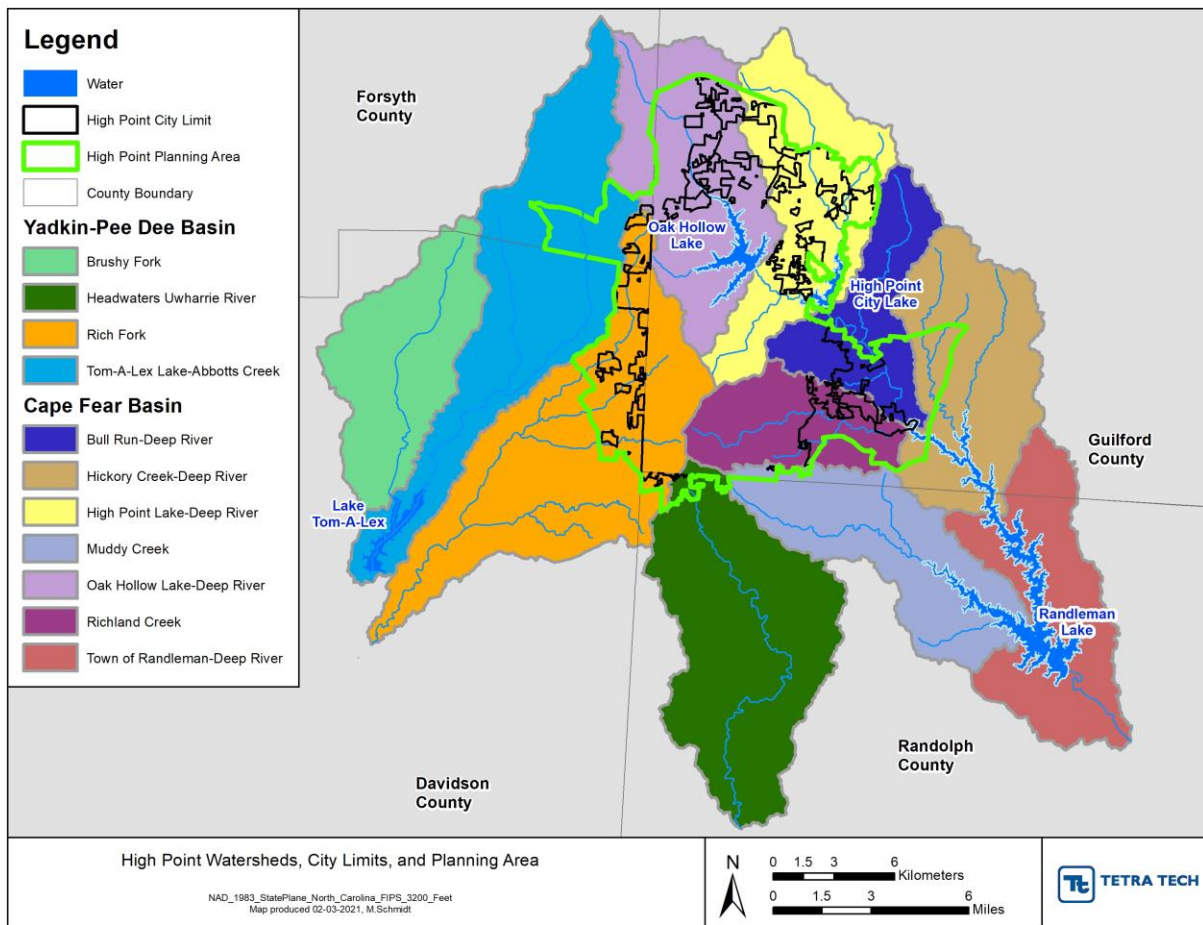 Legend
Water
High Point City Limit
High Point Planning Area
County Boundary
Yadkin-Pee Dee Basin
Brushy Fork
Headwaters Uwharrie River
Rich Fork
Tom-A-Lex Lake-Abbotts Creek
Cape Fear Basin
Bull Run-Deep River
Hickory Creek-Deep River
High Point Lake-Deep River
Muddy Creek
Oak Hollow Lake-Deep River
Richland Creek
Town of Randleman-Deep River
Forsyth
County
Oak Hollow
Lake
High Point
City Lake
Guilford
County
Lake
Tom-A-Lex
Randleman
Lake
Randolph
County
Davidson
County
High Point Watersheds, City Limits, and Planning Area
NAD_1983_StatePlane_North_Carolina_FIPS_3200_Feet
Map produced 02-03-2021, M.Schmidt
N
0 1.5 3 6
Kilometers
0 1.5 3 6
Miles
Tt TETRA TECH